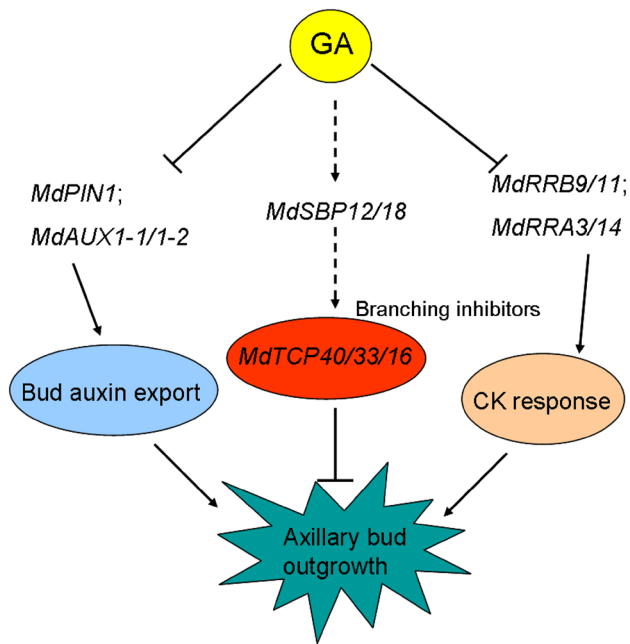 GA
MdPIN1;
MdAUX1-1/1-2
MdSBP12/18
MdRRB9/11;
MdRRA3/14
Branching inhibitors
MdTCP40/33/16
Bud auxin export
CK response
Axillary bud
outgrowth